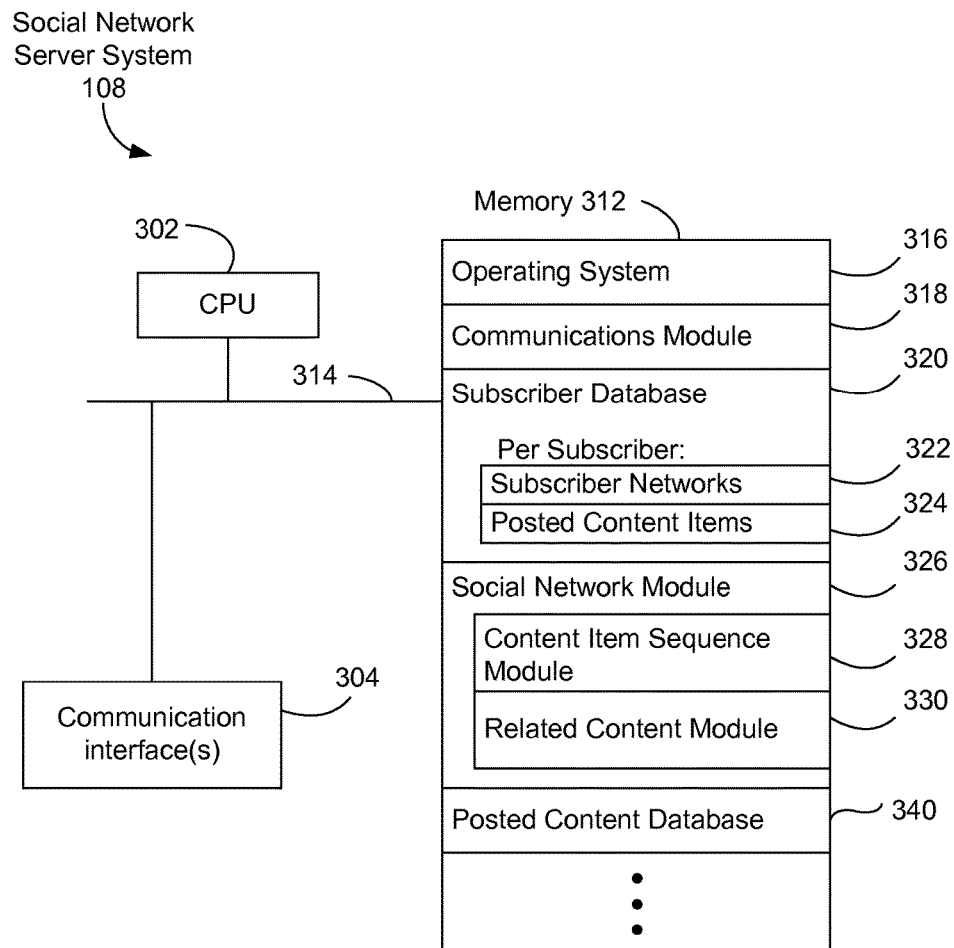 Social Network
Server System
108
302
CPU
314
304
Communication
interface(s)
Memory 312
Operating System
316
Communications Module
318
Subscriber Database
320
Per Subscriber:
Subscriber Networks
322
Posted Content Items
324
Social Network Module
326
Content Item Sequence
Module
328
Related Content Module
330
Posted Content Database
340